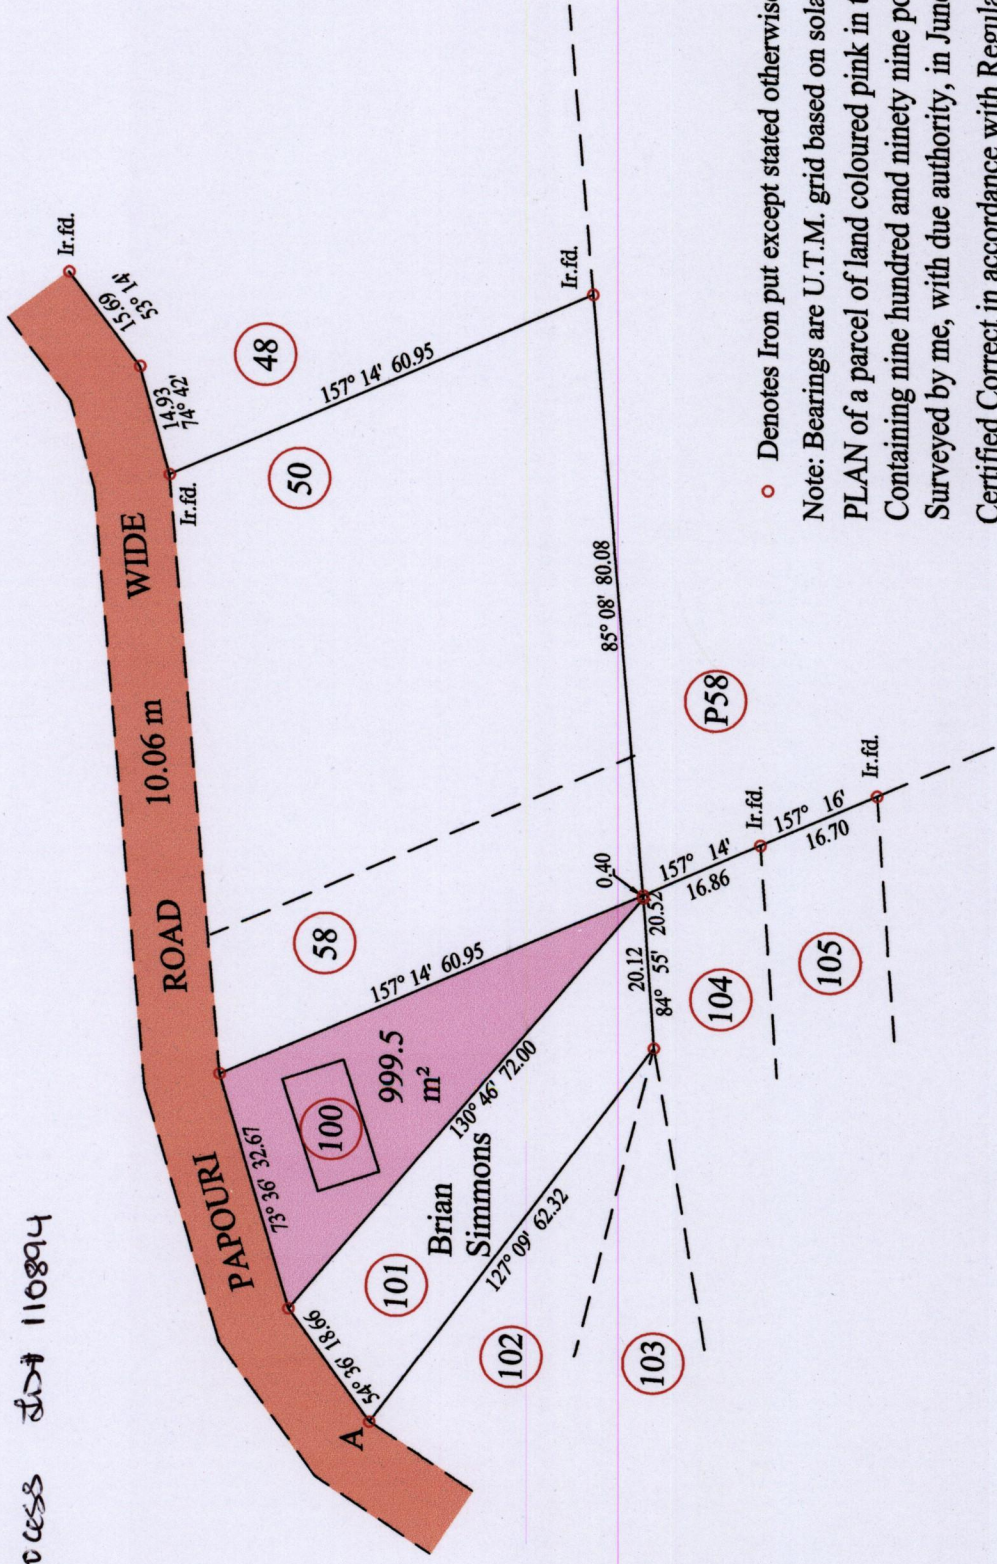 110894
PAPOURI ROAD 10.06 m WIDE
Ir.fd.
15.69
53° 14'
14.93
74° 42'
Ir.fd.
48
50
157° 14' 60.95
Ir.fd.
73° 36' 32.67
100
999.5
m²
58
157° 14' 60.95
85° 08' 80.08
54° 36' 18.66
A
101
Brian
Simmons
130° 46' 72.00
127° 09' 62.32
102
103
0.40
20.12
20.52
84° 55'
P58
157° 14'
16.86
Ir.fd.
157° 16'
16.70
Ir.fd.
104
105
Denotes Iron put except stated otherwise
Note: Bearings are U.T.M. grid based on sola
PLAN of a parcel of land coloured pink in t
Containing nine hundred and ninety nine po
Surveyed by me, with due authority, in Jun
Certified Correct in accordance with Regula